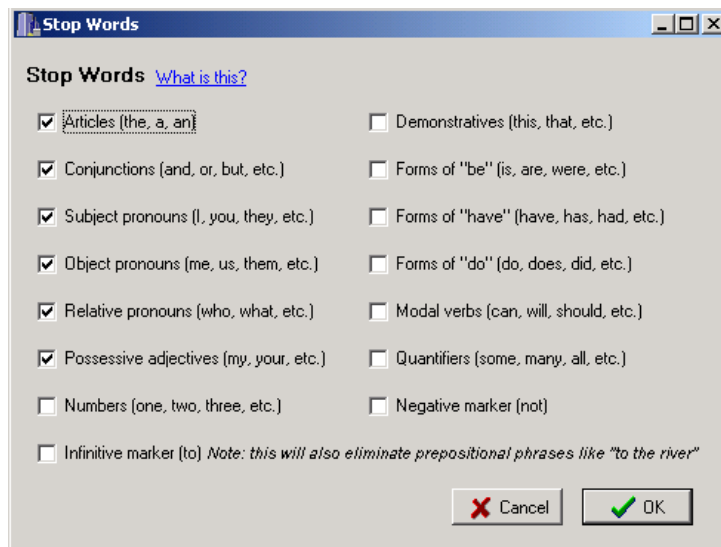 Stop Words
Stop Words What is this?
Articles (the, a, an)
Conjunctions (and, or, but, etc.)
Subject pronouns (I, you, they, etc.)
Object pronouns (me, us, them, etc.)
Relative pronouns (who, what, etc.)
Possessive adjectives (my, your, etc.)
Numbers (one, two, three, etc.)
Demonstratives (this, that, etc.)
Forms of "be" (is, are, were, etc.)
Forms of "have" (have, has, had, etc.)
Forms of "do" (do, does, did, etc.)
Modal verbs (can, will, should, etc.)
Quantifiers (some, many, all, etc.)
Negative marker (not)
Infinitive marker (to) Note: this will also eliminate prepositional phrases like "to the river"
Cancel OK